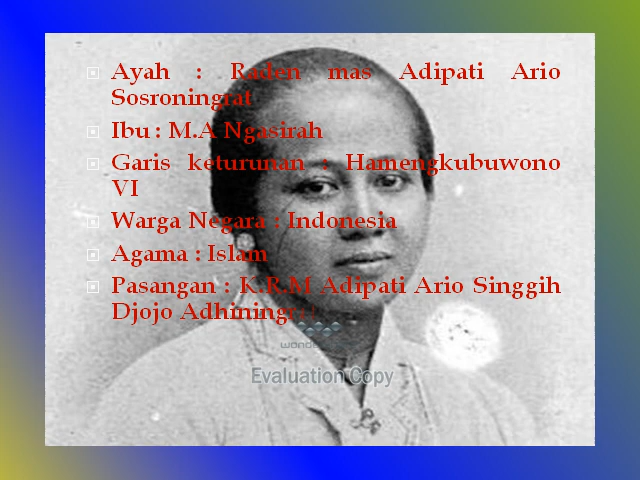 Ayah : Raden mas Adipati Ario
Sosroningrat
Ibu : M.A Ngasirah
Garis keturunan : Hamengkubuwono
VI
Warga Negara : Indonesia
Agama : Islam
Pasangan : K.R.M Adipati Ario Singgih
Djojo Adhiningrat
Evaluation Copy